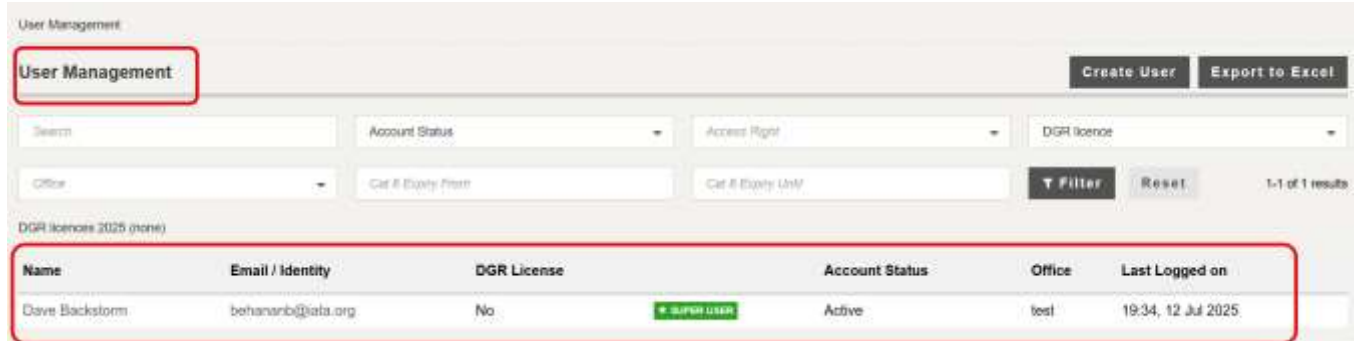 User Management
User Management
Create User
Export to Excel
Search
Account Status
Access Right
DGR licence
Office
Cat 6 Expiry From
Cat 6 Expiry Until
Filter
Reset
1-1 of 1 results
DGR licences 2025 (none)
Name Email / Identity DGR License Account Status Office Last Logged on
Dave Backstorm behananb@iata.org No SUPER USER Active test 19:34, 12 Jul 2025